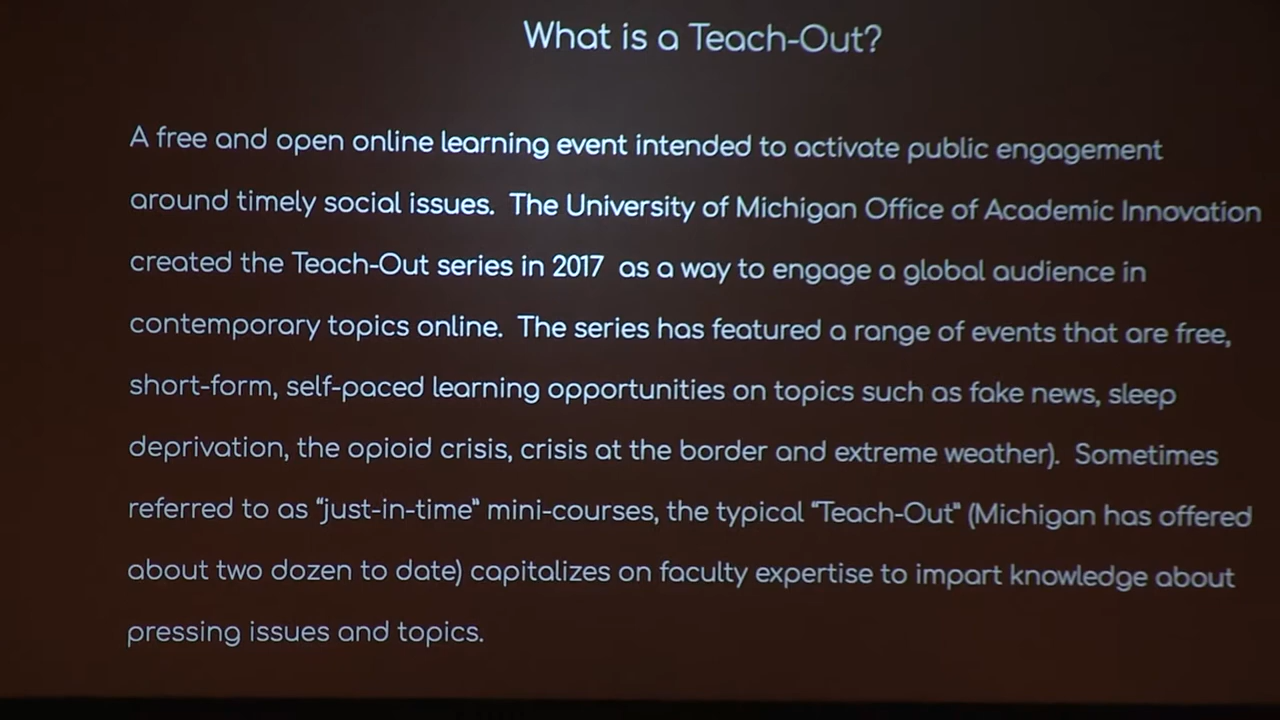 What is a Teach-Out?
A free and open online learning event intended to activate public engagement
around timely social issues.  The University of Michigan Office of Academic Innovation
created the Teach-Out series in 2017  as a way to engage a global audience in
contemporary topics online.  The series has featured a range of events that are free,
short-form, self-paced learning opportunities on topics such as fake news, sleep
deprivation, the opioid crisis, crisis at the border and extreme weather).  Sometimes
referred to as "just-in-time" mini-courses, the typical "Teach-Out" (Michigan has offered
about two dozen to date) capitalizes on faculty expertise to impart knowledge about
pressing issues and topics.